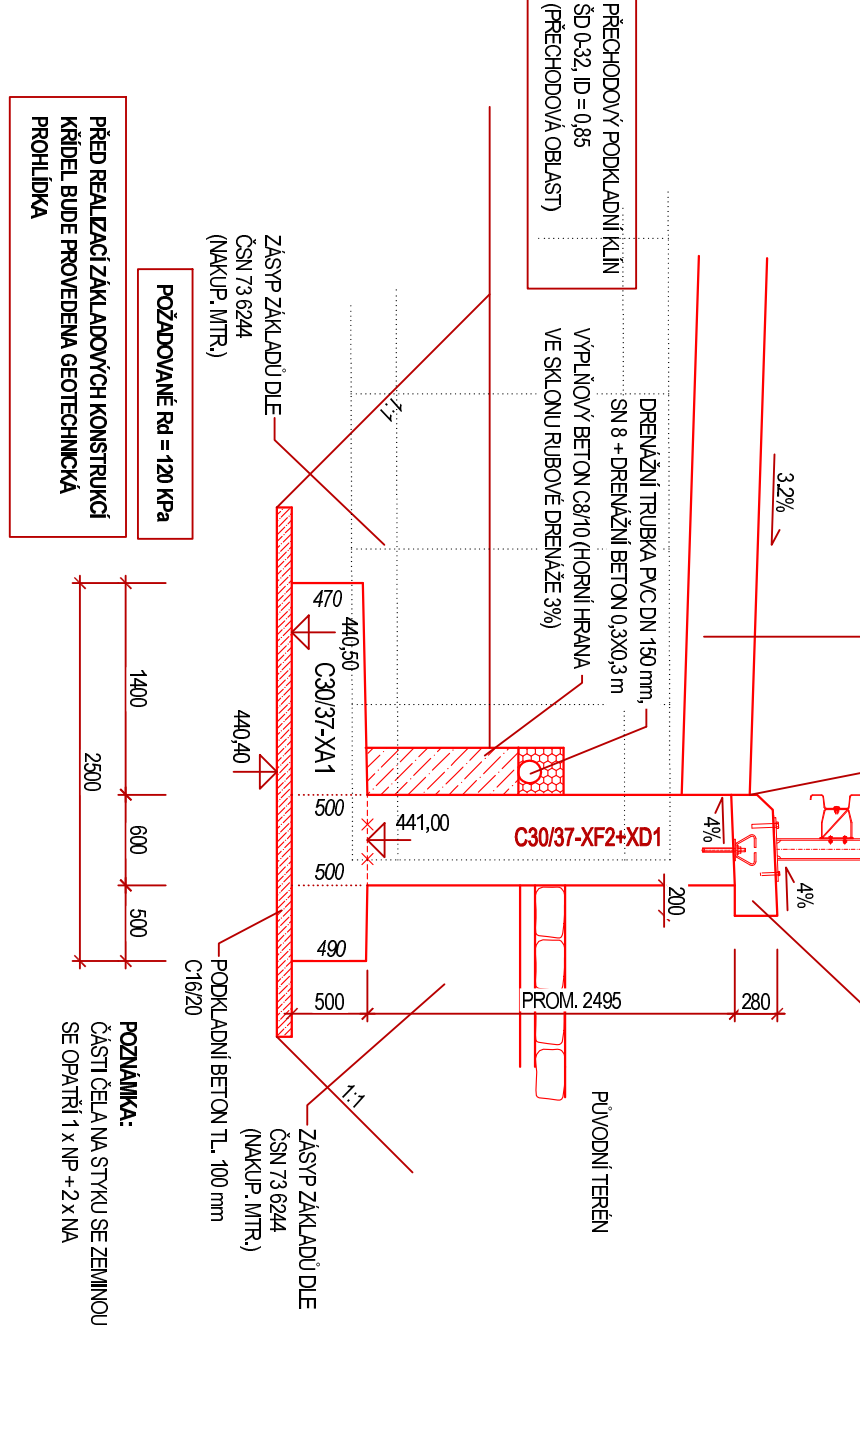 PŘECHODOVÝ PODKLADNÍ KLÍN
ŠD 0-32, ID = 0,85
(PŘECHODOVÁ OBLAST)
3.2%
DRENÁŽNÍ TRUBKA PVC DN 150 mm,
SN 8 + DRENÁŽNÍ BETON 0,3X0,3 m
VÝPLŇOVÝ BETON C8/10 (HORNÍ HRANA
VE SKLONU RUBOVÉ DRENÁŽE 3%)
ZÁSYP ZÁKLADŮ DLE
ČSN 73 6244
(NAKUP. MTR.)
1:1
POŽADOVANÉ Rd = 120 KPa
PŘED REALIZACÍ ZÁKLADOVÝCH KONSTRUKCÍ
KŘÍDEL BUDE PROVEDENA GEOTECHNICKÁ
PROHLÍDKA
4%
4%
C30/37-XF2+XD1
441,00
440,50
470
C30/37-XA1
440,40
500
500
490
200
1400
600
500
2500
280
PROM. 2495
500
PŮVODNÍ TERÉN
1:1
ZÁSYP ZÁKLADŮ DLE
ČSN 73 6244
(NAKUP. MTR.)
PODKLADNÍ BETON TL. 100 mm
C16/20
POZNÁMKA:
ČÁSTI ČELA NA STYKU SE ZEMINOU
SE OPATŘÍ 1 x NP + 2 x NA